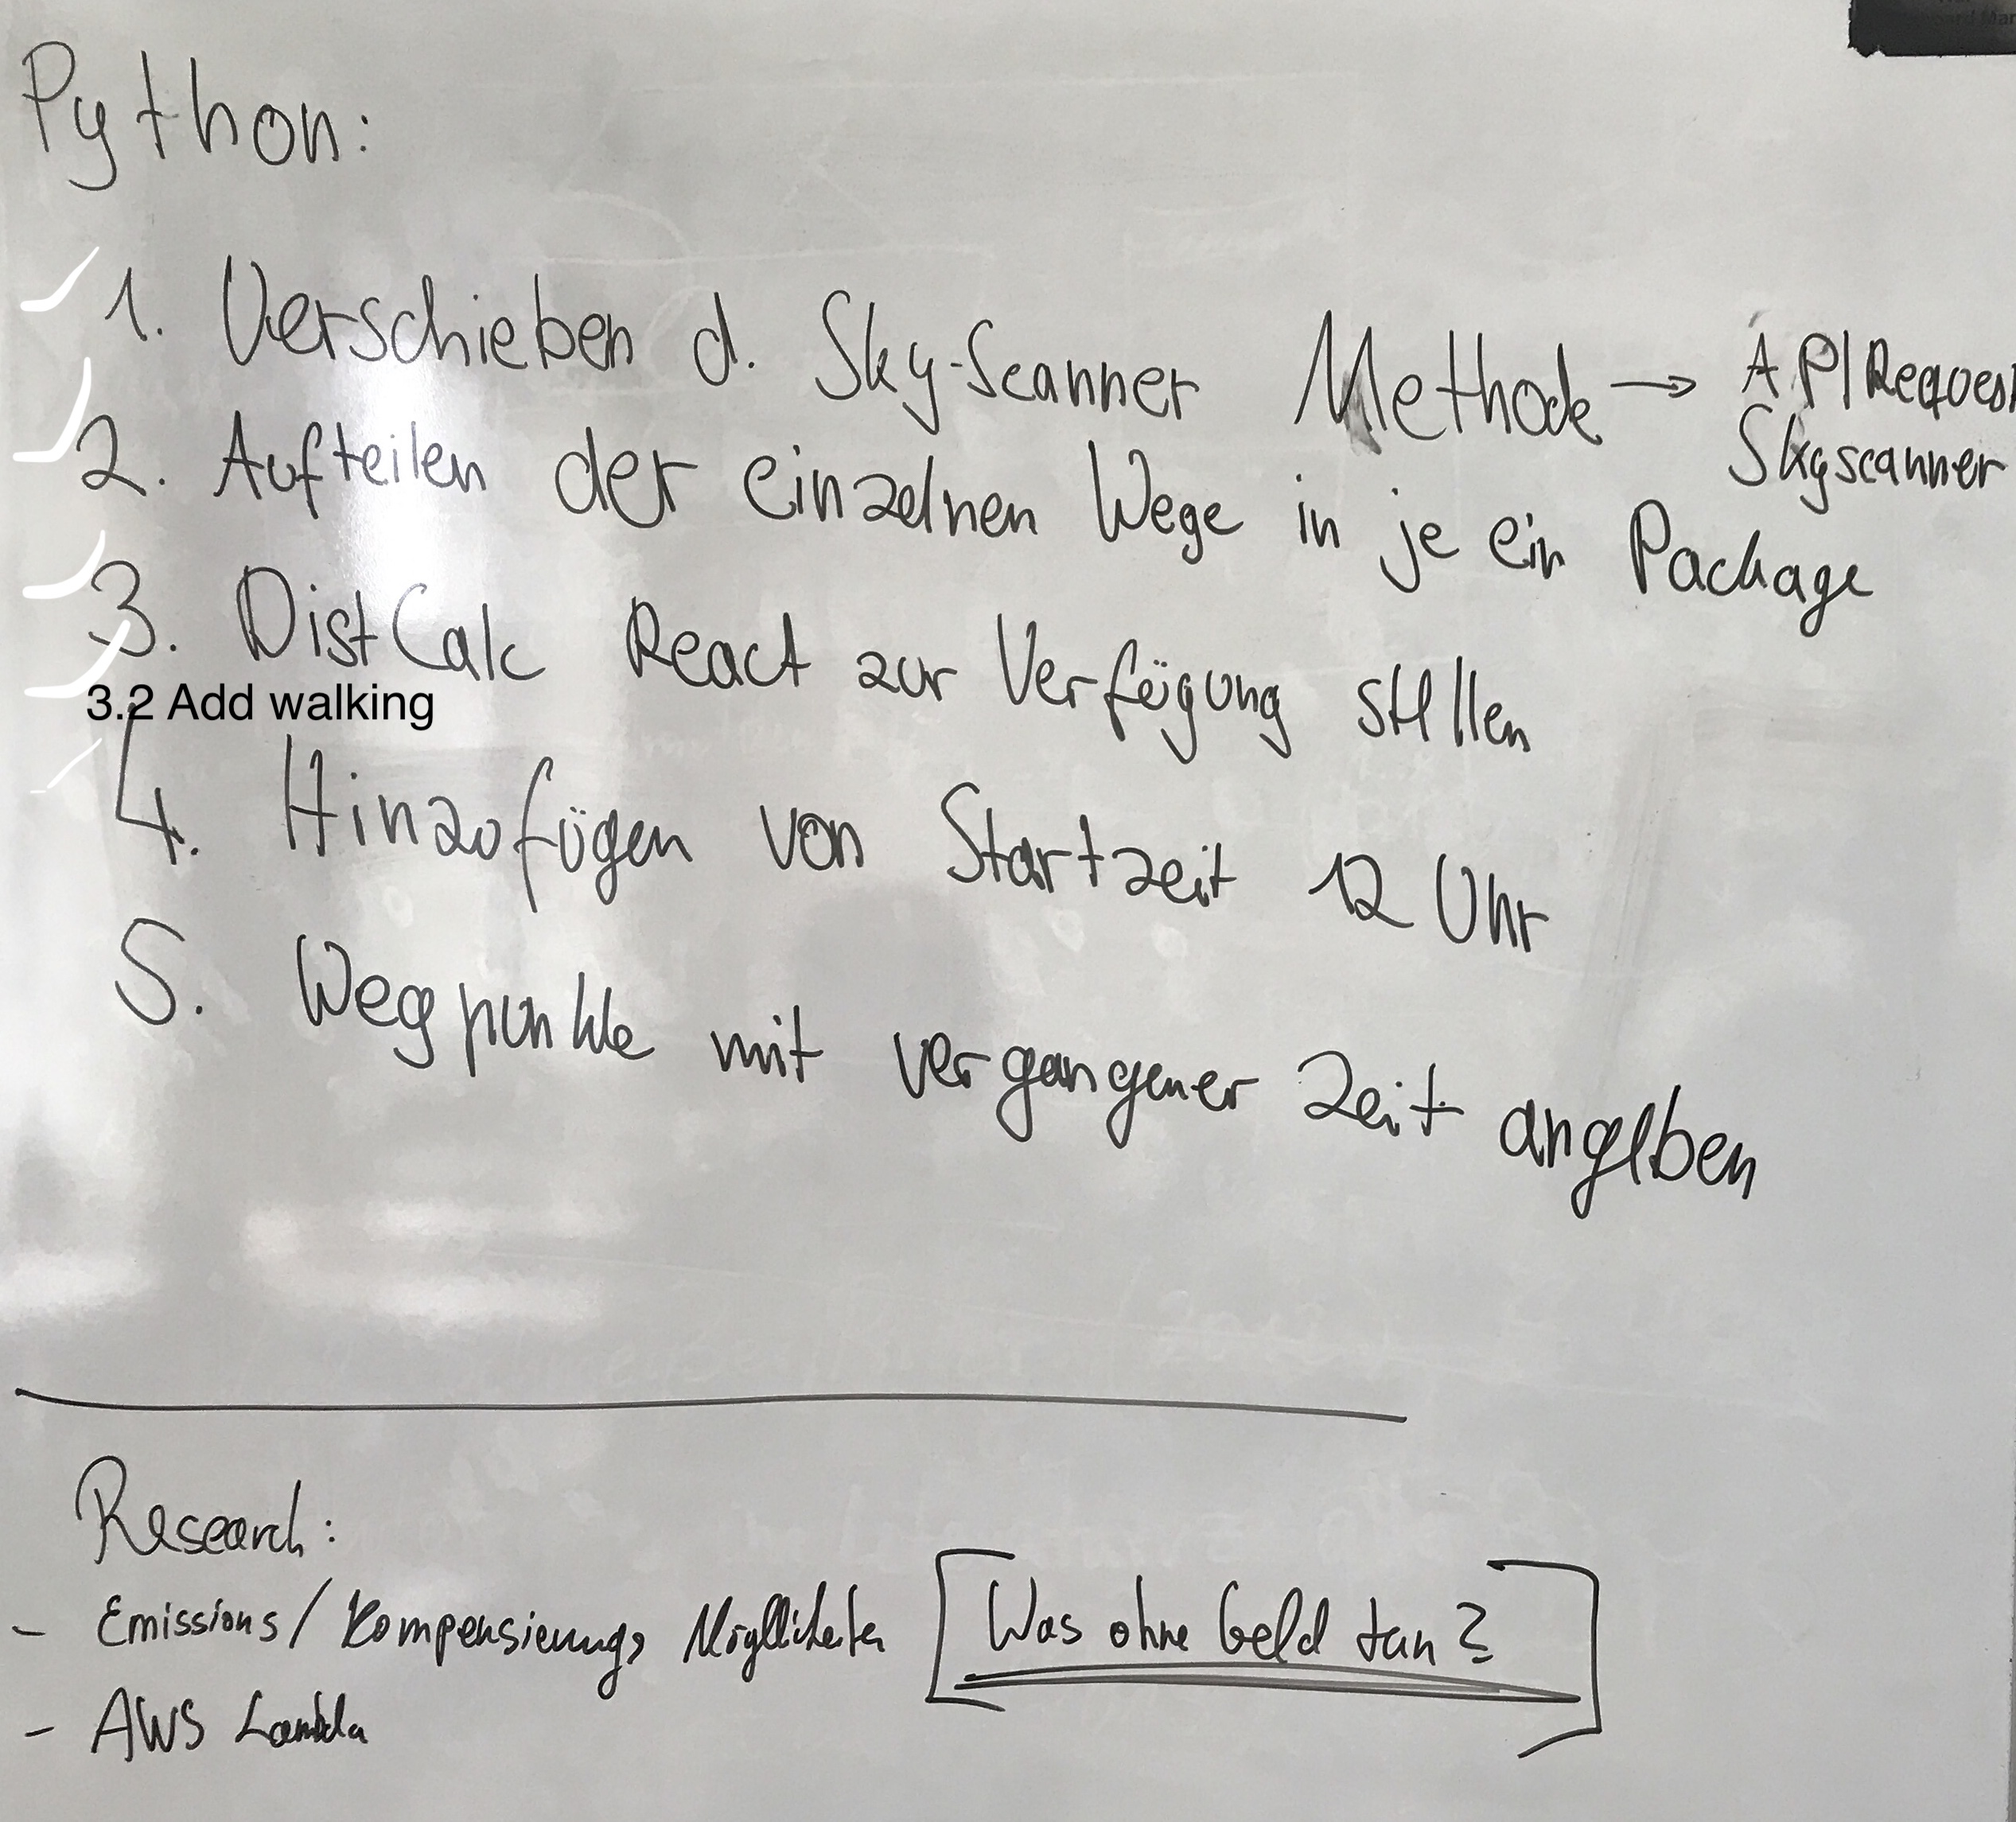 Python:
1. Verschieben d. Sky-Scanner Methode → API Request
Skyscanner
2. Aufteilen der einzelnen Wege in je ein Package
3. DistCalc React zur Verfügung stellen
3.2 Add walking
4. Hinzufügen von Startzeit 12 Uhr
5. Wegpunkte mit vergangener Zeit angeben
Research:
- Emissions/Kompensierungs Möglichkeiten [Was ohne Geld tun?]
- AWS Lambda